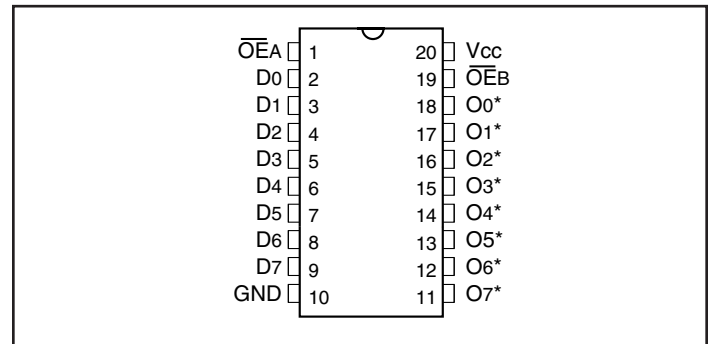 O̅E̅A 1 20 Vcc
D0 2 19 O̅E̅B
D1 3 18 O0*
D2 4 17 O1*
D3 5 16 O2*
D4 6 15 O3*
D5 7 14 O4*
D6 8 13 O5*
D7 9 12 O6*
GND 10 11 O7*